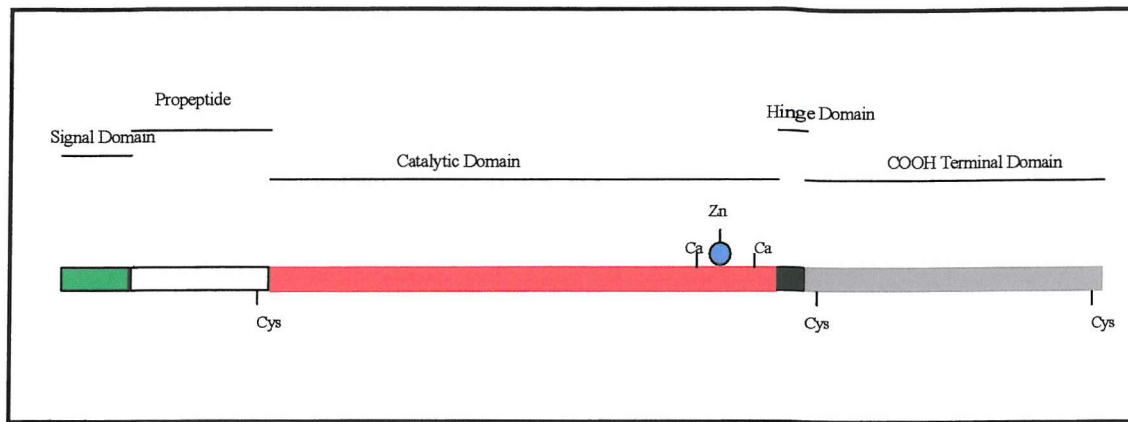 Propeptide
Hinge Domain
Signal Domain
Catalytic Domain
COOH Terminal Domain
Zn
Ca
Ca
Cys
Cys
Cys